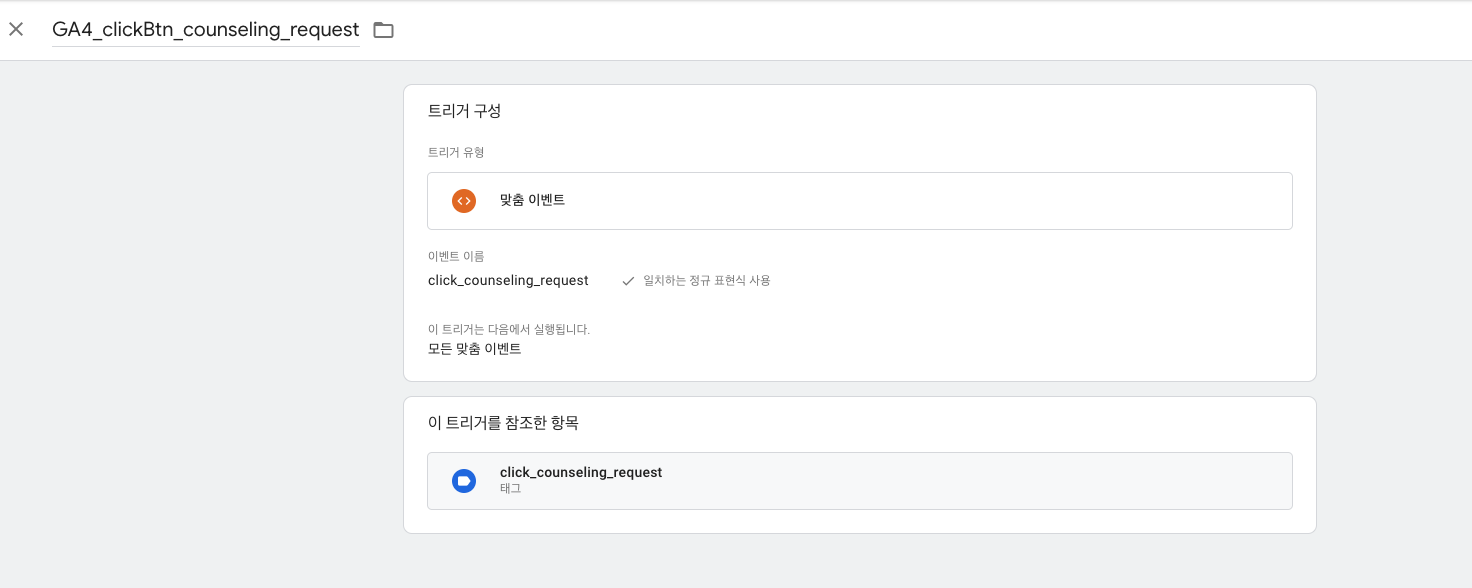 GA4_clickBtn_counseling_request
트리거 구성
트리거 유형
맞춤 이벤트
이벤트 이름
click_counseling_request 일치하는 정규 표현식 사용
이 트리거는 다음에서 실행됩니다.
모든 맞춤 이벤트
이 트리거를 참조한 항목
click_counseling_request
태그